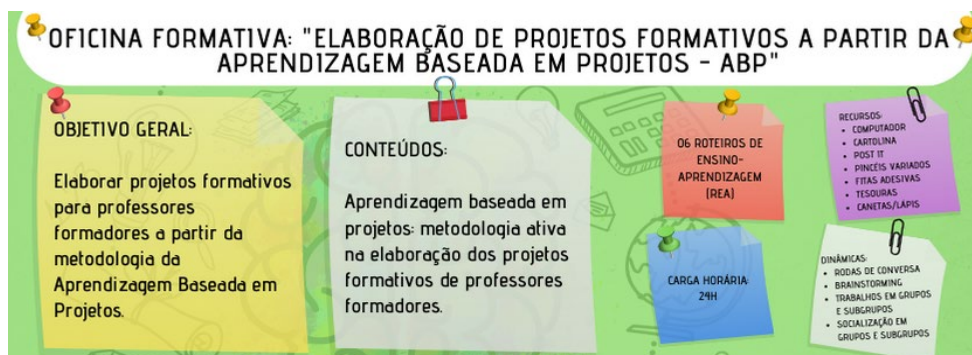 OFICINA FORMATIVA: "ELABORAÇÃO DE PROJETOS FORMATIVOS A PARTIR DA
APRENDIZAGEM BASEADA EM PROJETOS - ABP"
OBJETIVO GERAL:
Elaborar projetos formativos
para professores
formadores a partir da
metodologia da
Aprendizagem Baseada em
Projetos.
CONTEÚDOS:
Aprendizagem baseada em
projetos: metodologia ativa
na elaboração dos projetos
formativos de professores
formadores.
06 ROTEIROS DE
ENSINO-
APRENDIZAGEM
(REA)
CARGA HORÁRIA:
24H
RECURSOS:
• COMPUTADOR
• CARTOLINA
• POST IT
• PINCÉIS VARIADOS
• FITAS ADESIVAS
• TESOURAS
• CANETAS/LÁPIS
DINÂMICAS:
• RODAS DE CONVERSA
• BRAINSTORMING
• TRABALHOS EM GRUPOS
E SUBGRUPOS
• SOCIALIZAÇÃO EM
GRUPOS E SUBGRUPOS